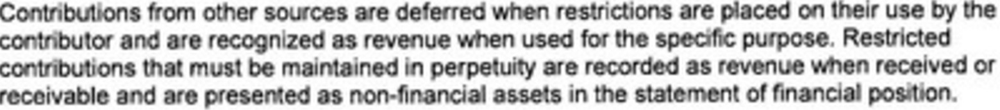 Contributions from other sources are deferred when restrictions are placed on their use by the
contributor and are recognized as revenue when used for the specific purpose. Restricted
contributions that must be maintained in perpetuity are recorded as revenue when received or
receivable and are presented as non-financial assets in the statement of financial position.